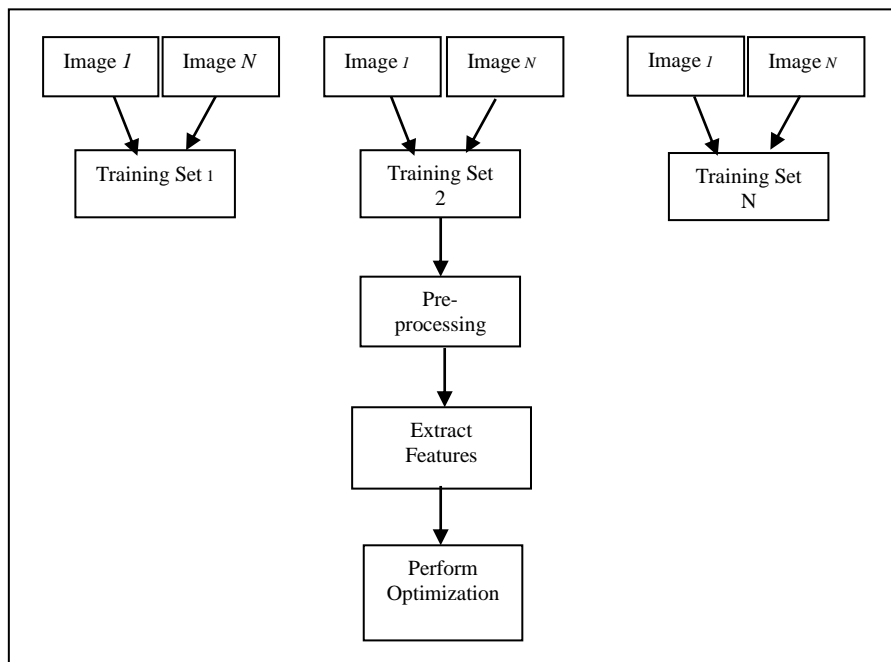 Image 1
Image N
Image 1
Image N
Image 1
Image N
Training Set 1
Training Set
2
Training Set
N
Pre-
processing
Extract
Features
Perform
Optimization